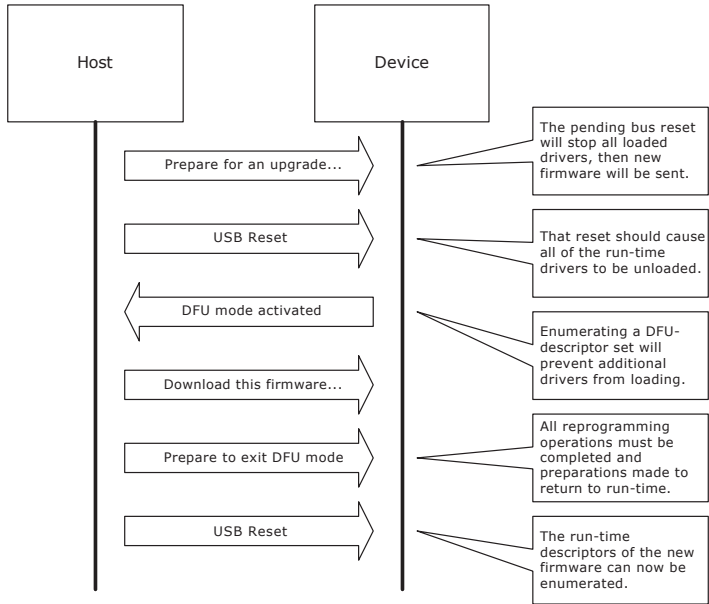 Host
Device
Prepare for an upgrade...
The pending bus reset
will stop all loaded
drivers, then new
firmware will be sent.
USB Reset
That reset should cause
all of the run-time
drivers to be unloaded.
DFU mode activated
Enumerating a DFU-
descriptor set will
prevent additional
drivers from loading.
Download this firmware...
Prepare to exit DFU mode
All reprogramming
operations must be
completed and
preparations made to
return to run-time.
USB Reset
The run-time
descriptors of the new
firmware can now be
enumerated.